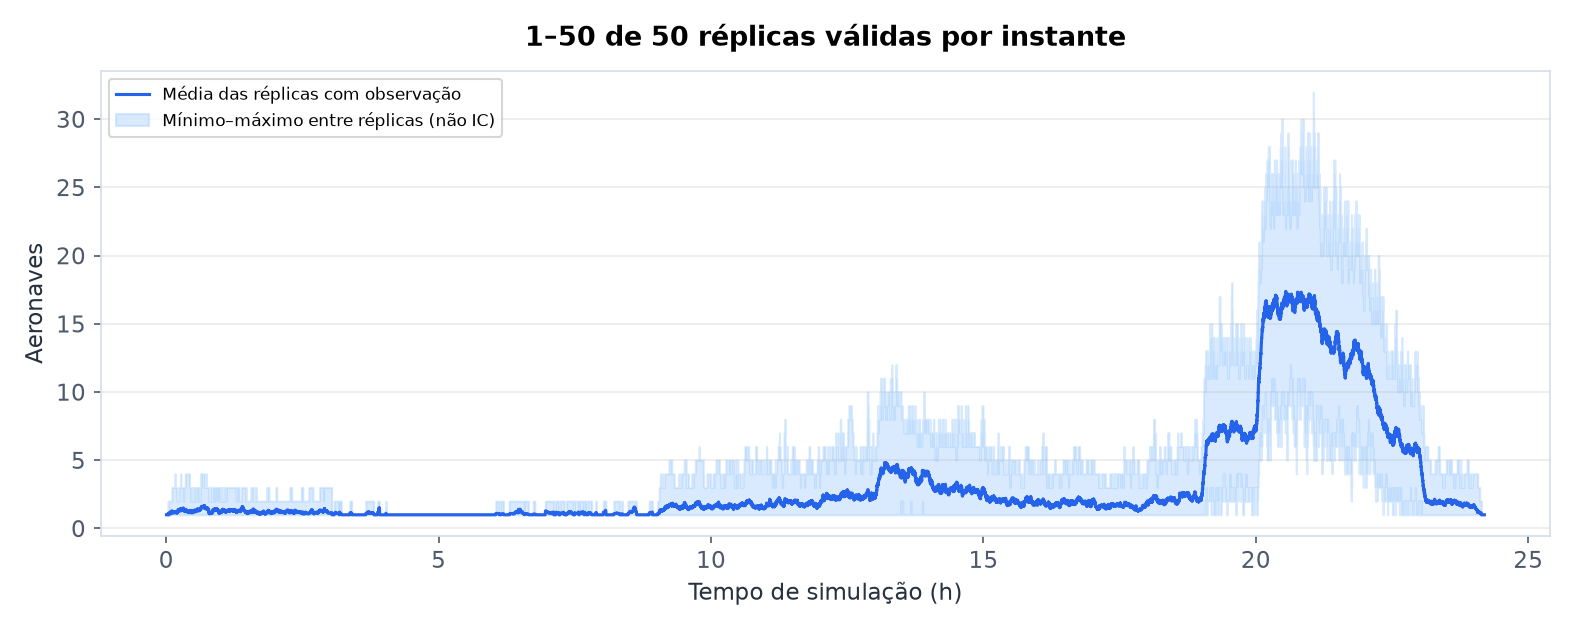 1–50 de 50 réplicas válidas por instante
Média das réplicas com observação
Mínimo–máximo entre réplicas (não IC)
Aeronaves
30
25
20
15
10
5
0
0 5 10 15 20 25
Tempo de simulação (h)